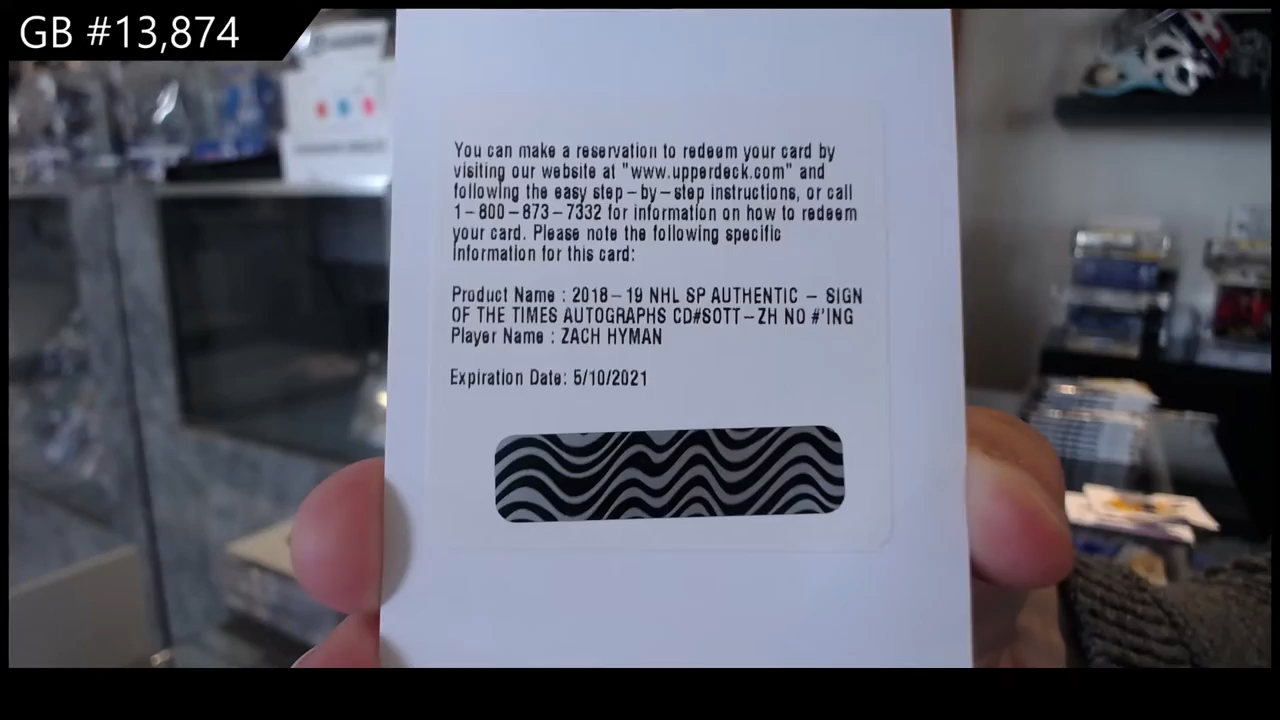 GB #13,874
You can make a reservation to redeem your card by
visiting our website at "www.upperdeck.com" and
following the easy step-by-step instructions, or call
1-800-873-7332 for information on how to redeem
your card. Please note the following specific
information for this card:
Product Name : 2018-19 NHL SP AUTHENTIC - SIGN
OF THE TIMES AUTOGRAPHS CD#SOTT-ZH NO #'ING
Player Name : ZACH HYMAN
Expiration Date: 5/10/2021